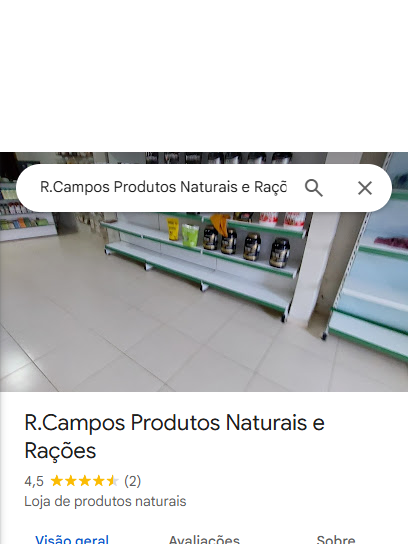 R.Campos Produtos Naturais e Raçõ
R.Campos Produtos Naturais e
Rações
4,5 (2)
Loja de produtos naturais
Visão geral Avaliações Sobre